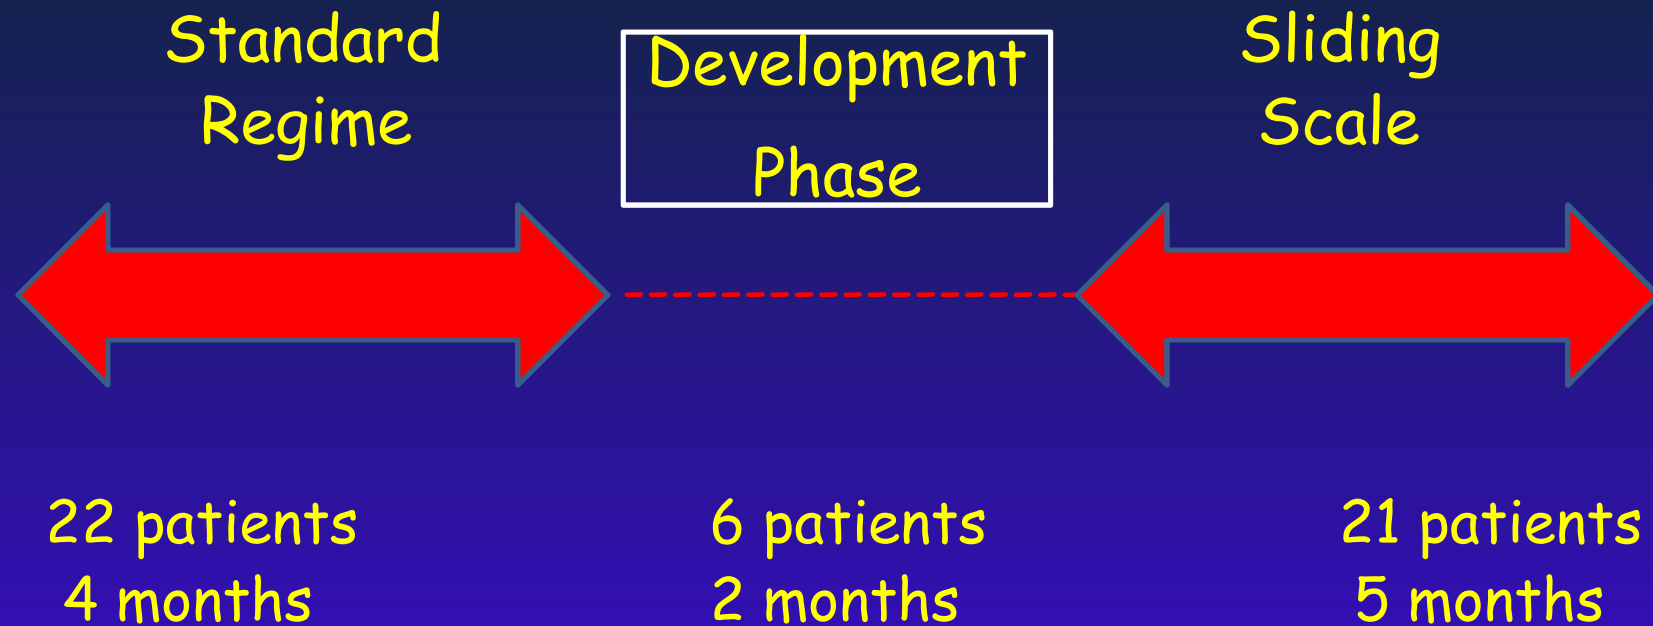 Standard
Regime
Development
Phase
Sliding
Scale
22 patients
4 months
6 patients
2 months
21 patients
5 months